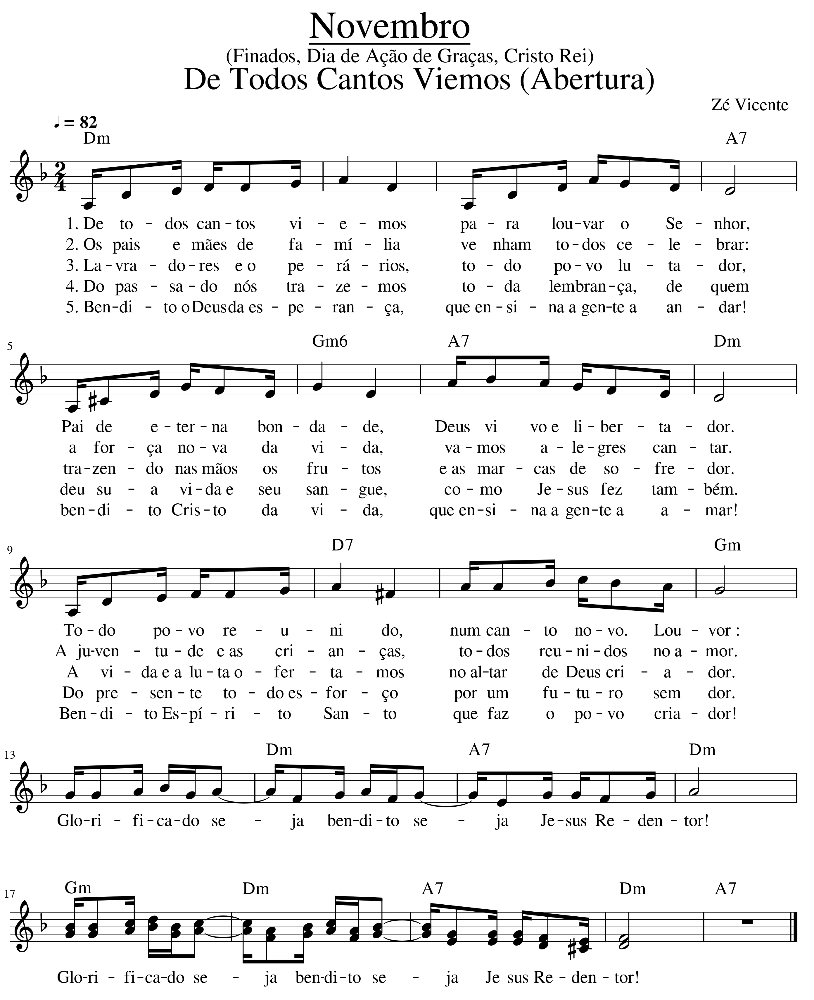 Novembro
(Finados, Dia de Ação de Graças, Cristo Rei)
De Todos Cantos Viemos (Abertura)
Zé Vicente
♩ = 82
Dm A7
2
4
1. De to - dos can - tos vi - e - mos pa - ra lou - var o Se - nhor,
2. Os pais e mães de fa - mí - lia ve nham to - dos ce - le - brar:
3. La - vra - do - res e o pe - rá - rios, to - do po - vo lu - ta - dor,
4. Do pas - sa - do nós tra - ze - mos to - da lembran - ça, de quem
5. Ben - di - to o Deus da es - pe - ran - ça, que en - si - na a gen - te a an - dar!
5
Gm6 A7 Dm
Pai de e - ter - na bon - da - de, Deus vi vo e li - ber - ta - dor.
a for - ça no - va da vi - da, va - mos a - le - gres can - tar.
tra - zen - do nas mãos os fru - tos e as mar - cas de so - fre - dor.
deu su - a vi - da e seu san - gue, co - mo Je - sus fez tam - bém.
ben - di - to Cris - to da vi - da, que en - si - na a gen - te a a - mar!
9
D7 Gm
To - do po - vo re - u - ni do, num can - to no - vo. Lou - vor :
A ju - ven - tu - de e as cri - an - ças, to - dos reu - ni - dos no a - mor.
A vi - da e a lu - ta o - fer - ta - mos no al - tar de Deus cri - a - dor.
Do pre - sen - te to - do es - for - ço por um fu - tu - ro sem dor.
Ben - di - to Es - pí - ri - to San - to que faz o po - vo cria - dor!
13
Dm A7 Dm
Glo - ri - fi - ca - do se - ja ben - di - to se - ja Je - sus Re - den - tor!
17
Gm Dm A7 Dm A7
Glo - ri - fi - ca - do se - ja ben - di - to se - ja Je sus Re - den - tor!